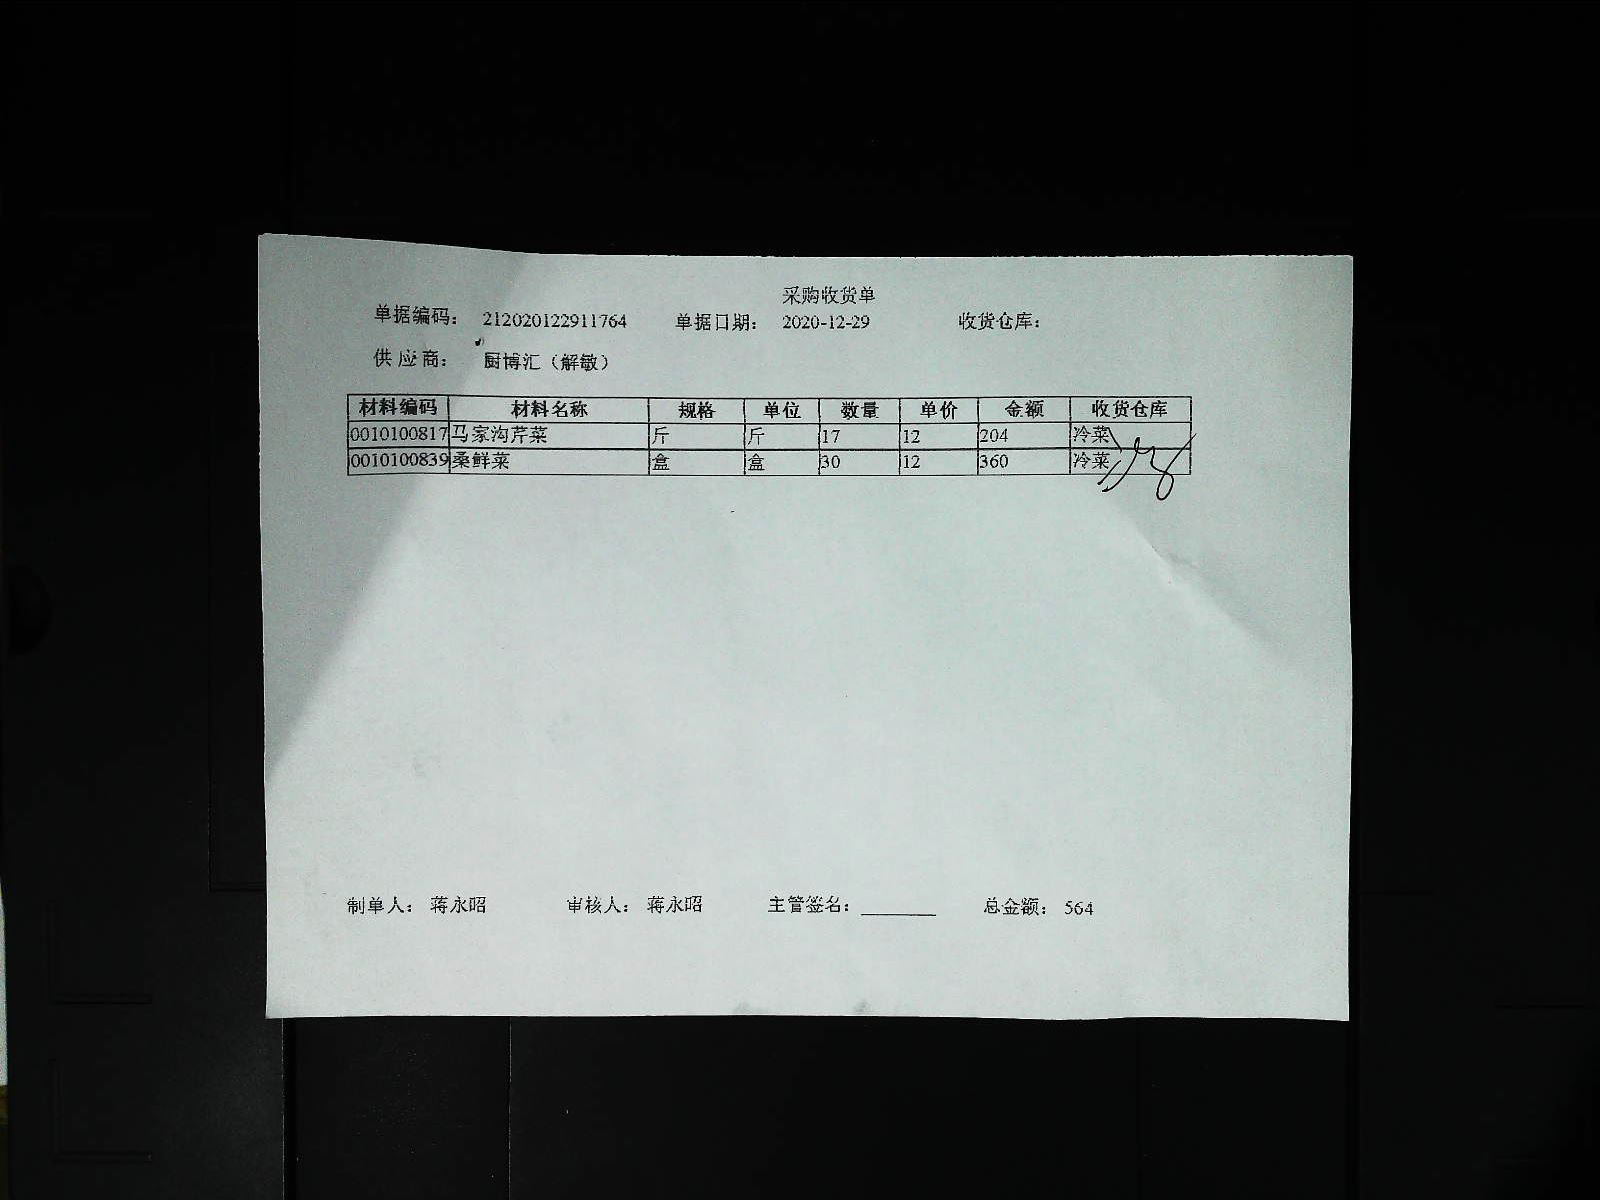 采购收货单
单据编码： 212020122911764 单据日期： 2020-12-29 收货仓库：
供应商： 厨博汇（解敏）
材料编码 材料名称 规格 单位 数量 单价 金额 收货仓库
0010100817 马家沟芹菜 斤 斤 17 12 204 冷菜
0010100839 桑鲜菜 盒 盒 30 12 360 冷菜
制单人： 蒋永昭 审核人： 蒋永昭 主管签名： 总金额： 564